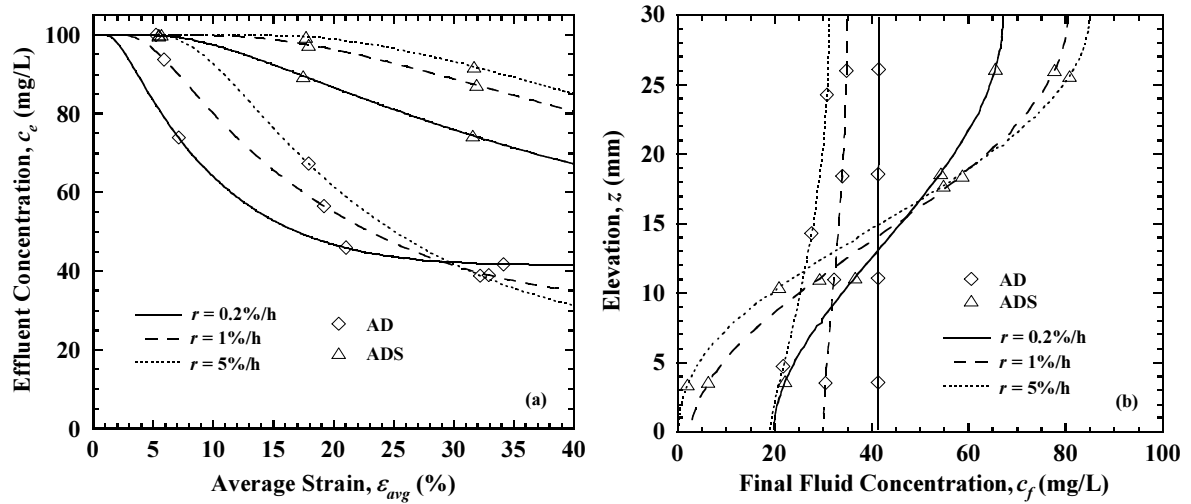 100
80
60
40
20
0
0 5 10 15 20 25 30 35 40
Effluent Concentration, c_e (mg/L)
Average Strain, ε_avg (%)
r = 0.2%/h
r = 1%/h
r = 5%/h
AD
ADS
(a)
30
25
20
15
10
5
0
0 20 40 60 80 100
Elevation, z (mm)
Final Fluid Concentration, c_f (mg/L)
AD
ADS
r = 0.2%/h
r = 1%/h
r = 5%/h
(b)